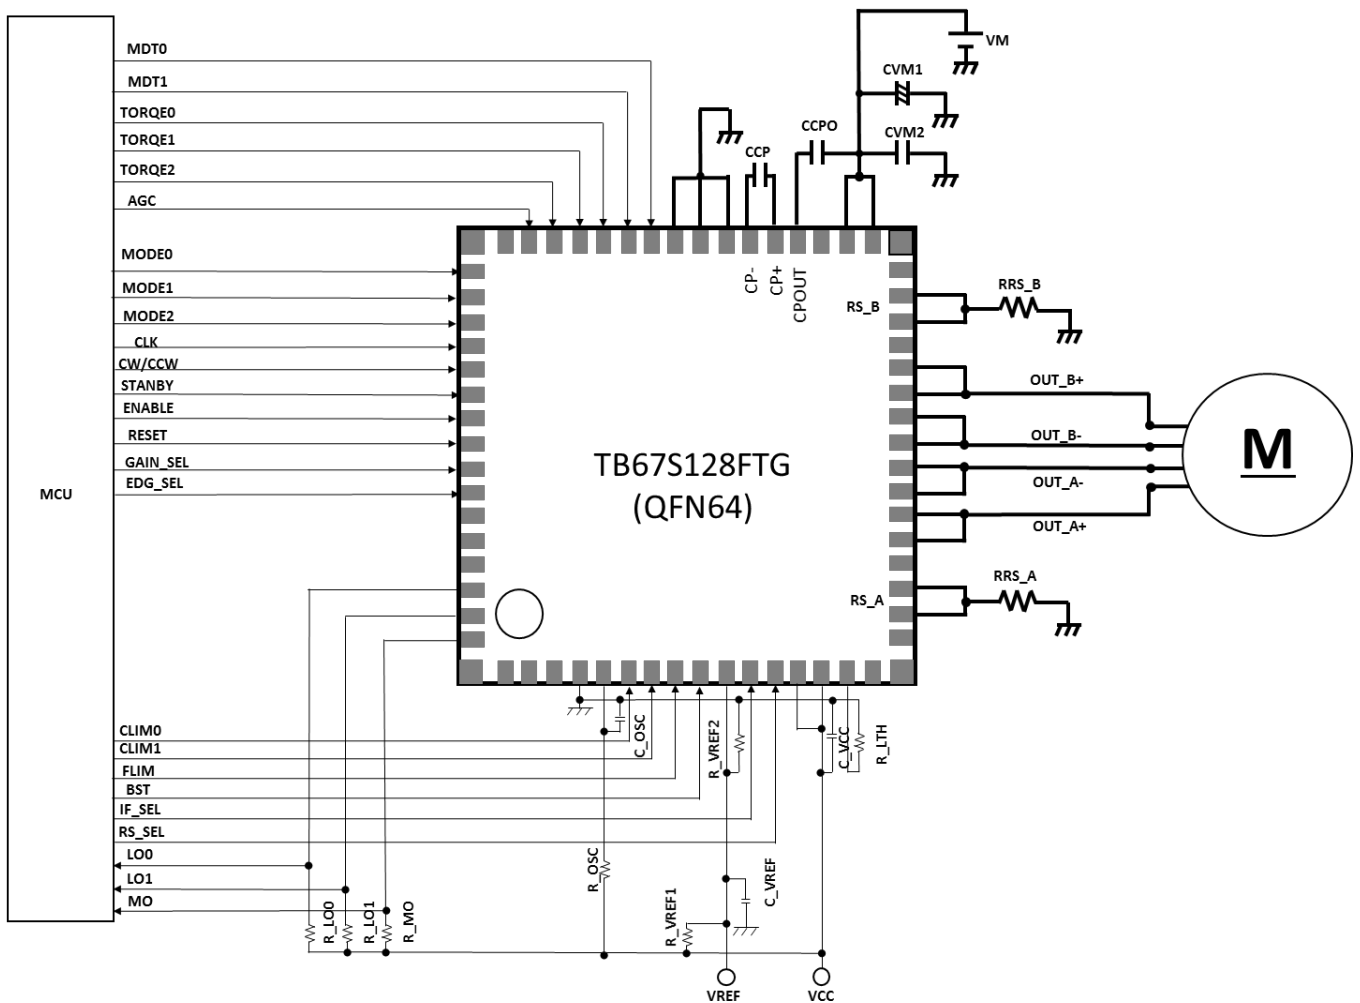 VM
MDT0
CVM1
MDT1
TORQE0
CCPO
TORQE1
CVM2
CCP
TORQE2
AGC
MODE0
CP-
CP+
CPOUT
MODE1
RS_B
RRS_B
MODE2
CLK
CW/CCW
STANBY
OUT_B+
ENABLE
RESET
OUT_B-
M
GAIN_SEL
TB67S128FTG
EDG_SEL
OUT_A-
MCU
(QFN64)
OUT_A+
RRS_A
RS_A
CLIM0
C_OSC
R_VREF2
C_VCC
R_LTH
CLIM1
FLIM
BST
IF_SEL
RS_SEL
LO0
R_OSC
C_VREF
LO1
MO
R_LO0
R_LO1
R_MO
R_VREF1
VREF
VCC